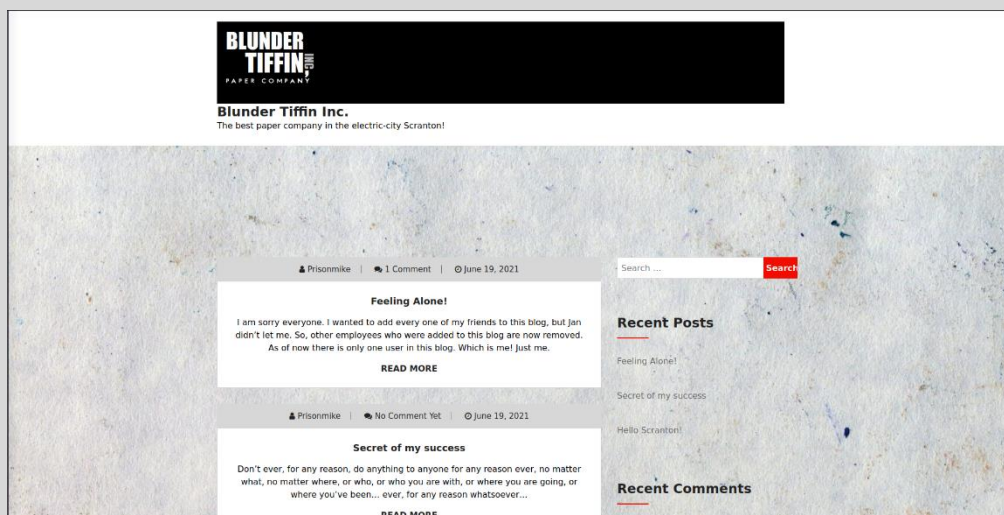 BLUNDER
TIFFIN, INC
PAPER COMPANY
Blunder Tiffin Inc.
The best paper company in the electric-city Scranton!
Prisonmike | 1 Comment | June 19, 2021
Feeling Alone!
I am sorry everyone. I wanted to add every one of my friends to this blog, but Jan
didn't let me. So, other employees who were added to this blog are now removed.
As of now there is only one user in this blog. Which is me! Just me.
READ MORE
Prisonmike | No Comment Yet | June 19, 2021
Secret of my success
Don't ever, for any reason, do anything to anyone for any reason ever, no matter
what, no matter where, or who, or who you are with, or where you are going, or
where you've been... ever, for any reason whatsoever...
READ MORE
Search ... Search
Recent Posts
Feeling Alone!
Secret of my success
Hello Scranton!
Recent Comments